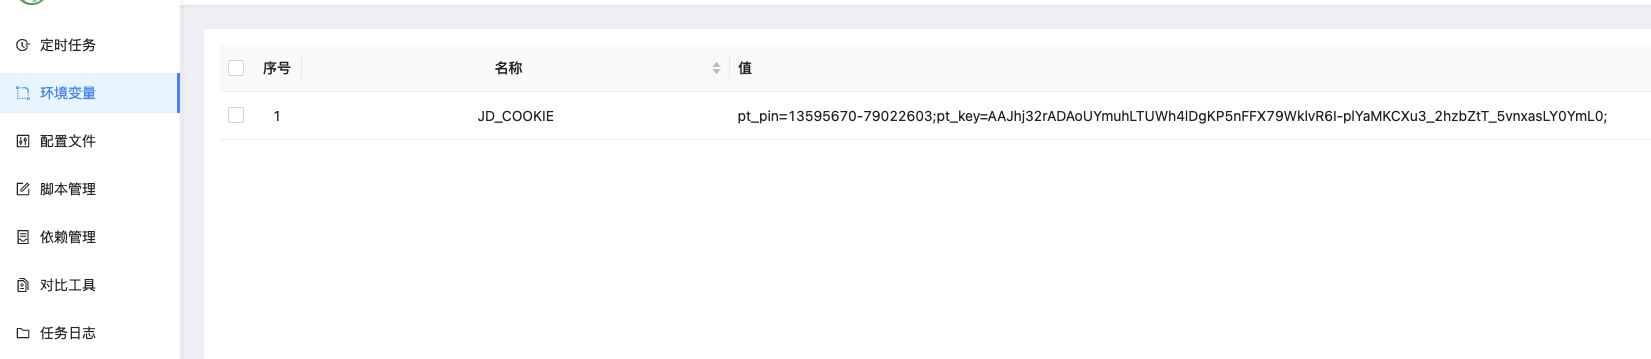 定时任务
环境变量
配置文件
脚本管理
依赖管理
对比工具
任务日志
序号 名称 值
1 JD_COOKIE pt_pin=13595670-79022603;pt_key=AAJhj32rADAoUYmuhLTUWh4lDgKP5nFFX79WklvR6l-plYaMKCXu3_2hzbZtT_5vnxasLY0YmL0;